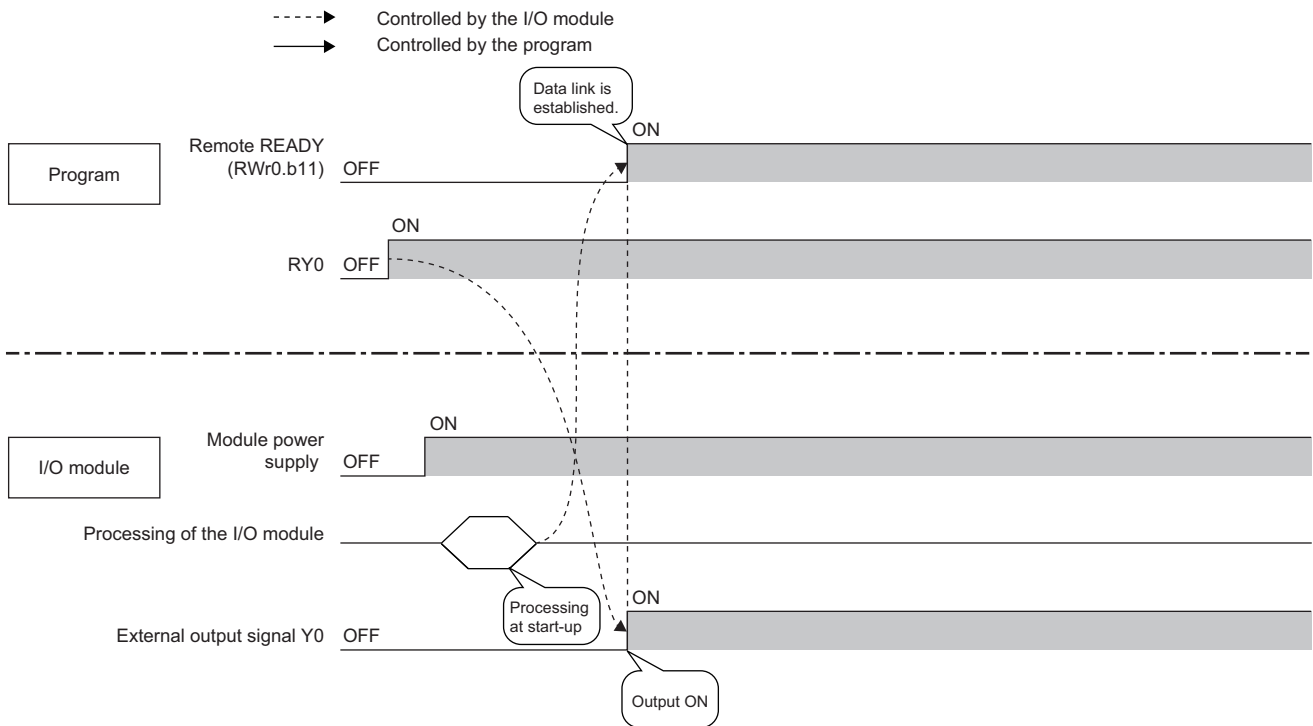 Controlled by the I/O module
Controlled by the program
Data link is
established.
ON
Remote READY
(RWr0.b11)
OFF
Program
ON
RY0
OFF
ON
Module power
supply
OFF
I/O module
Processing of the I/O module
Processing
at start-up
ON
External output signal Y0
OFF
Output ON